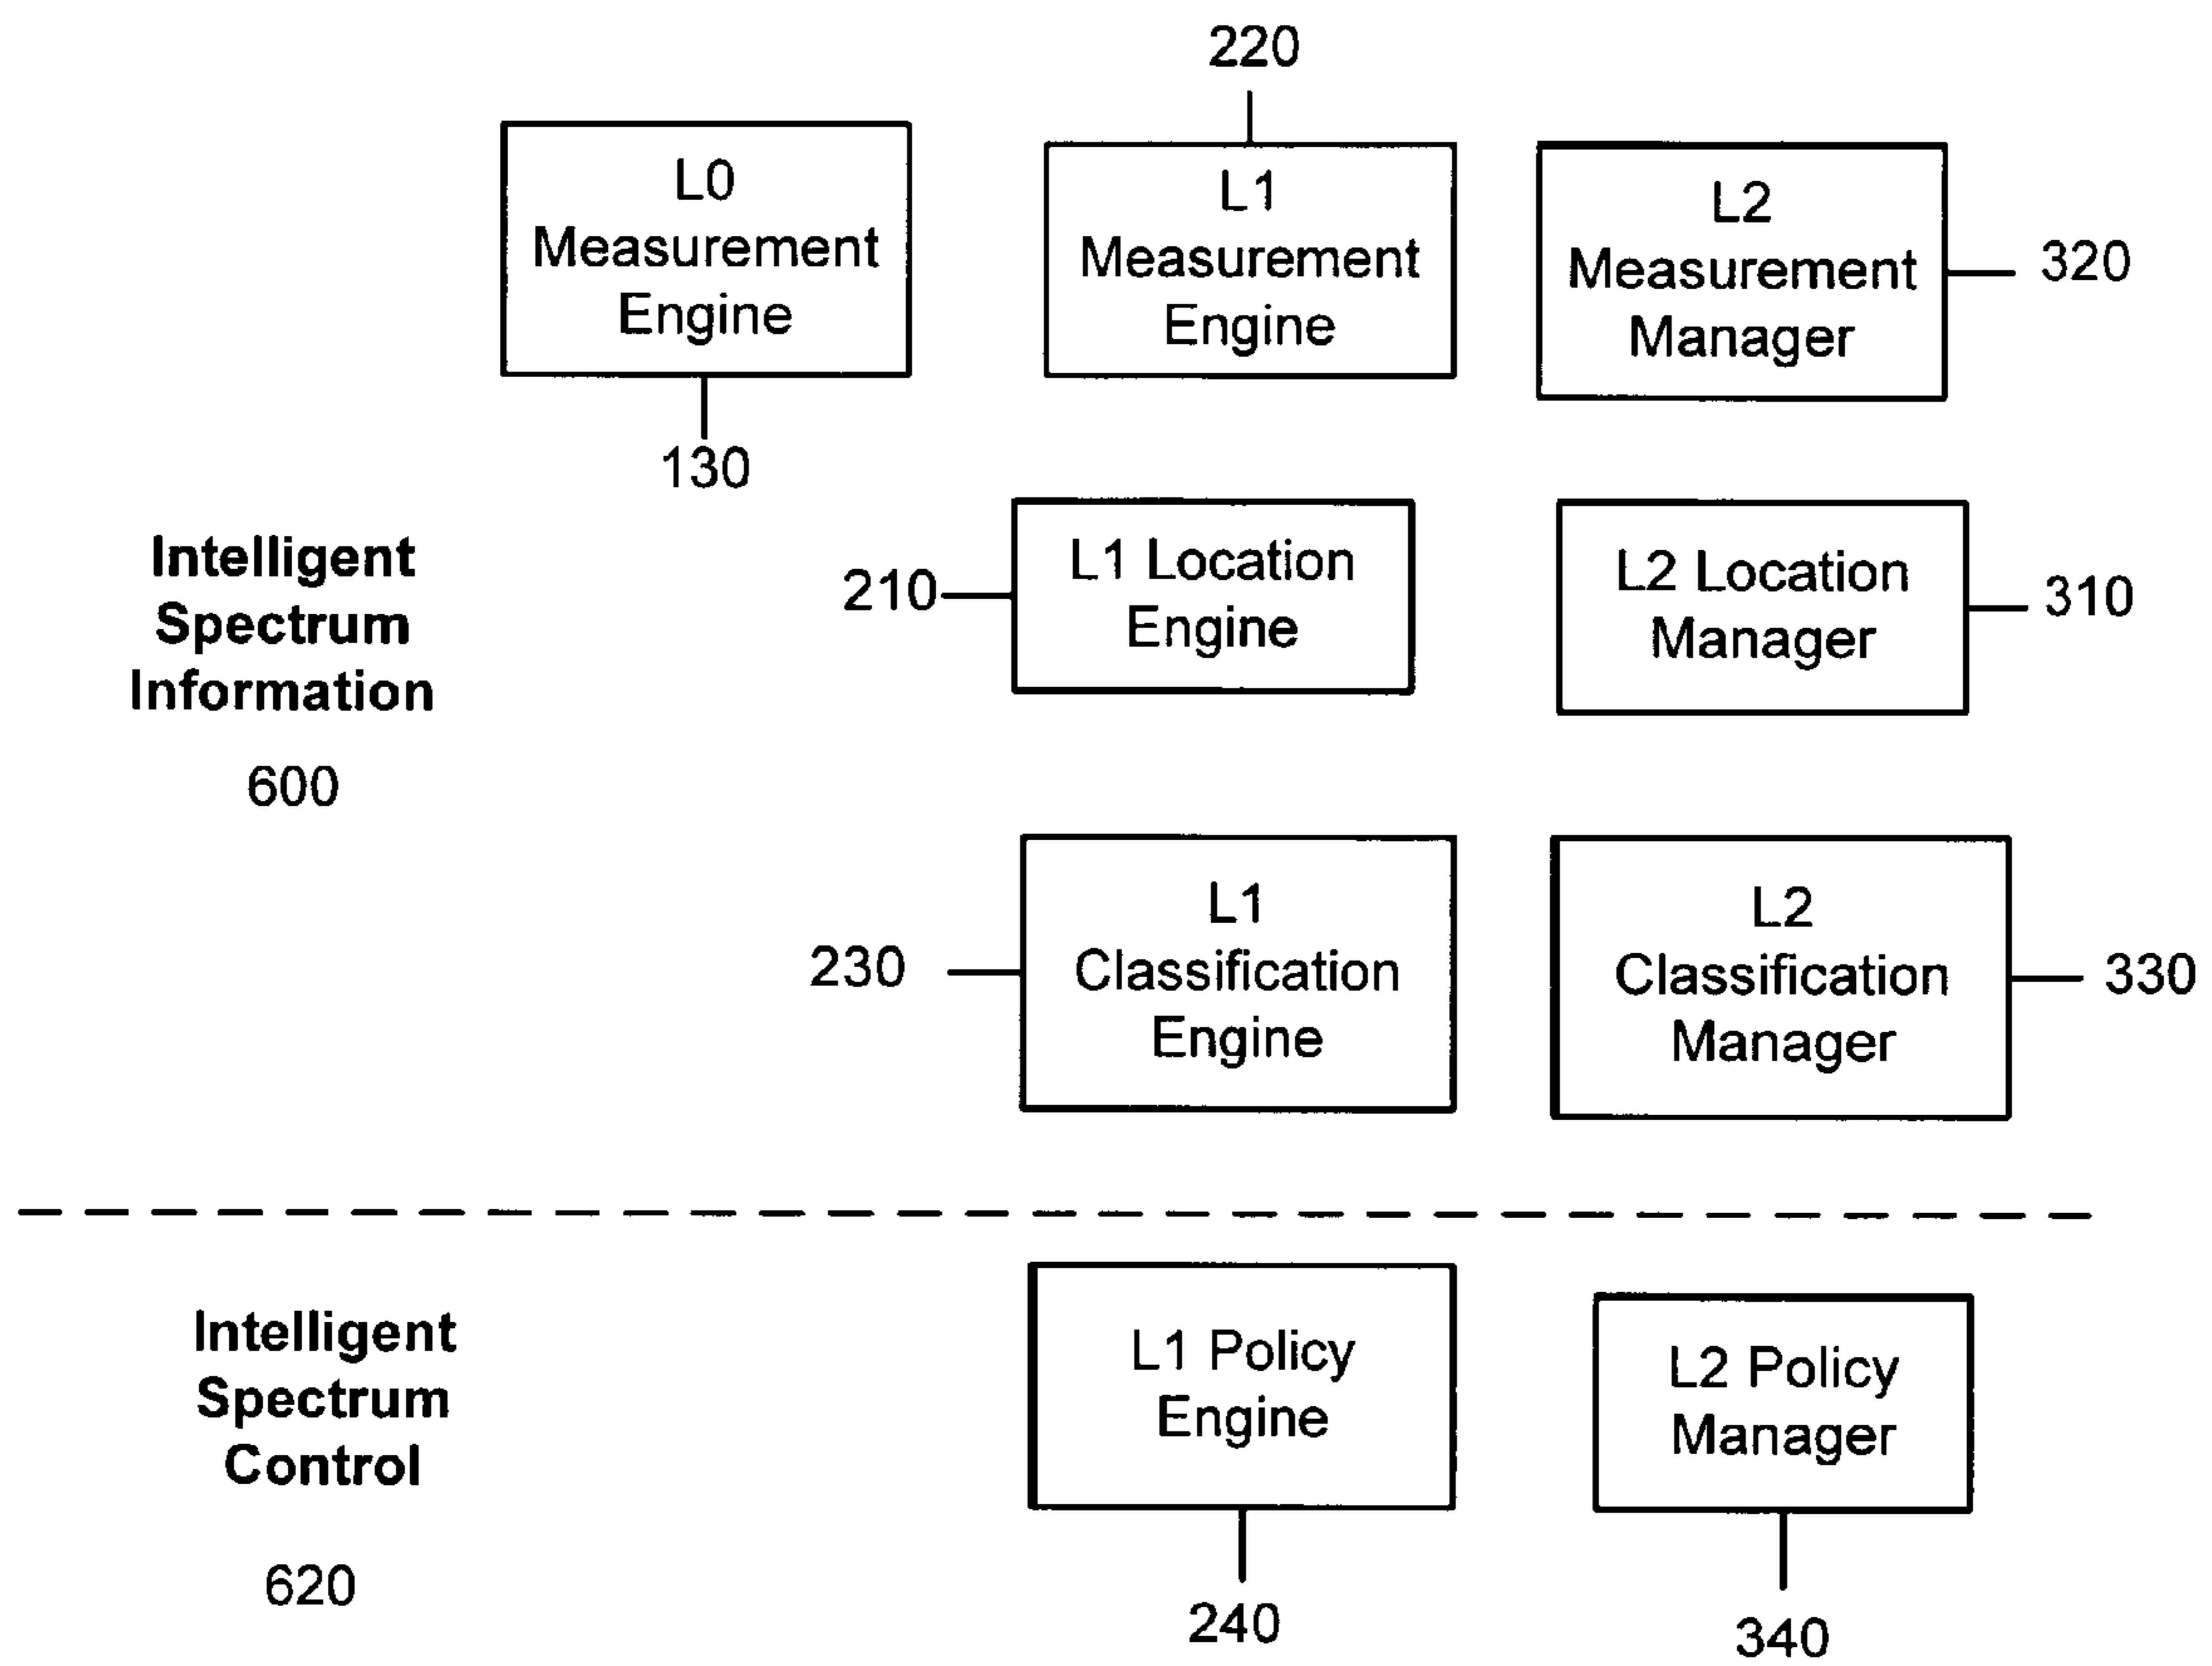 220
L0
Measurement
Engine
L1
Measurement
Engine
L2
Measurement
Manager
320
130
Intelligent
Spectrum
Information
600
210
L1 Location
Engine
L2 Location
Manager
310
230
L1
Classification
Engine
L2
Classification
Manager
330
Intelligent
Spectrum
Control
620
L1 Policy
Engine
L2 Policy
Manager
240
340